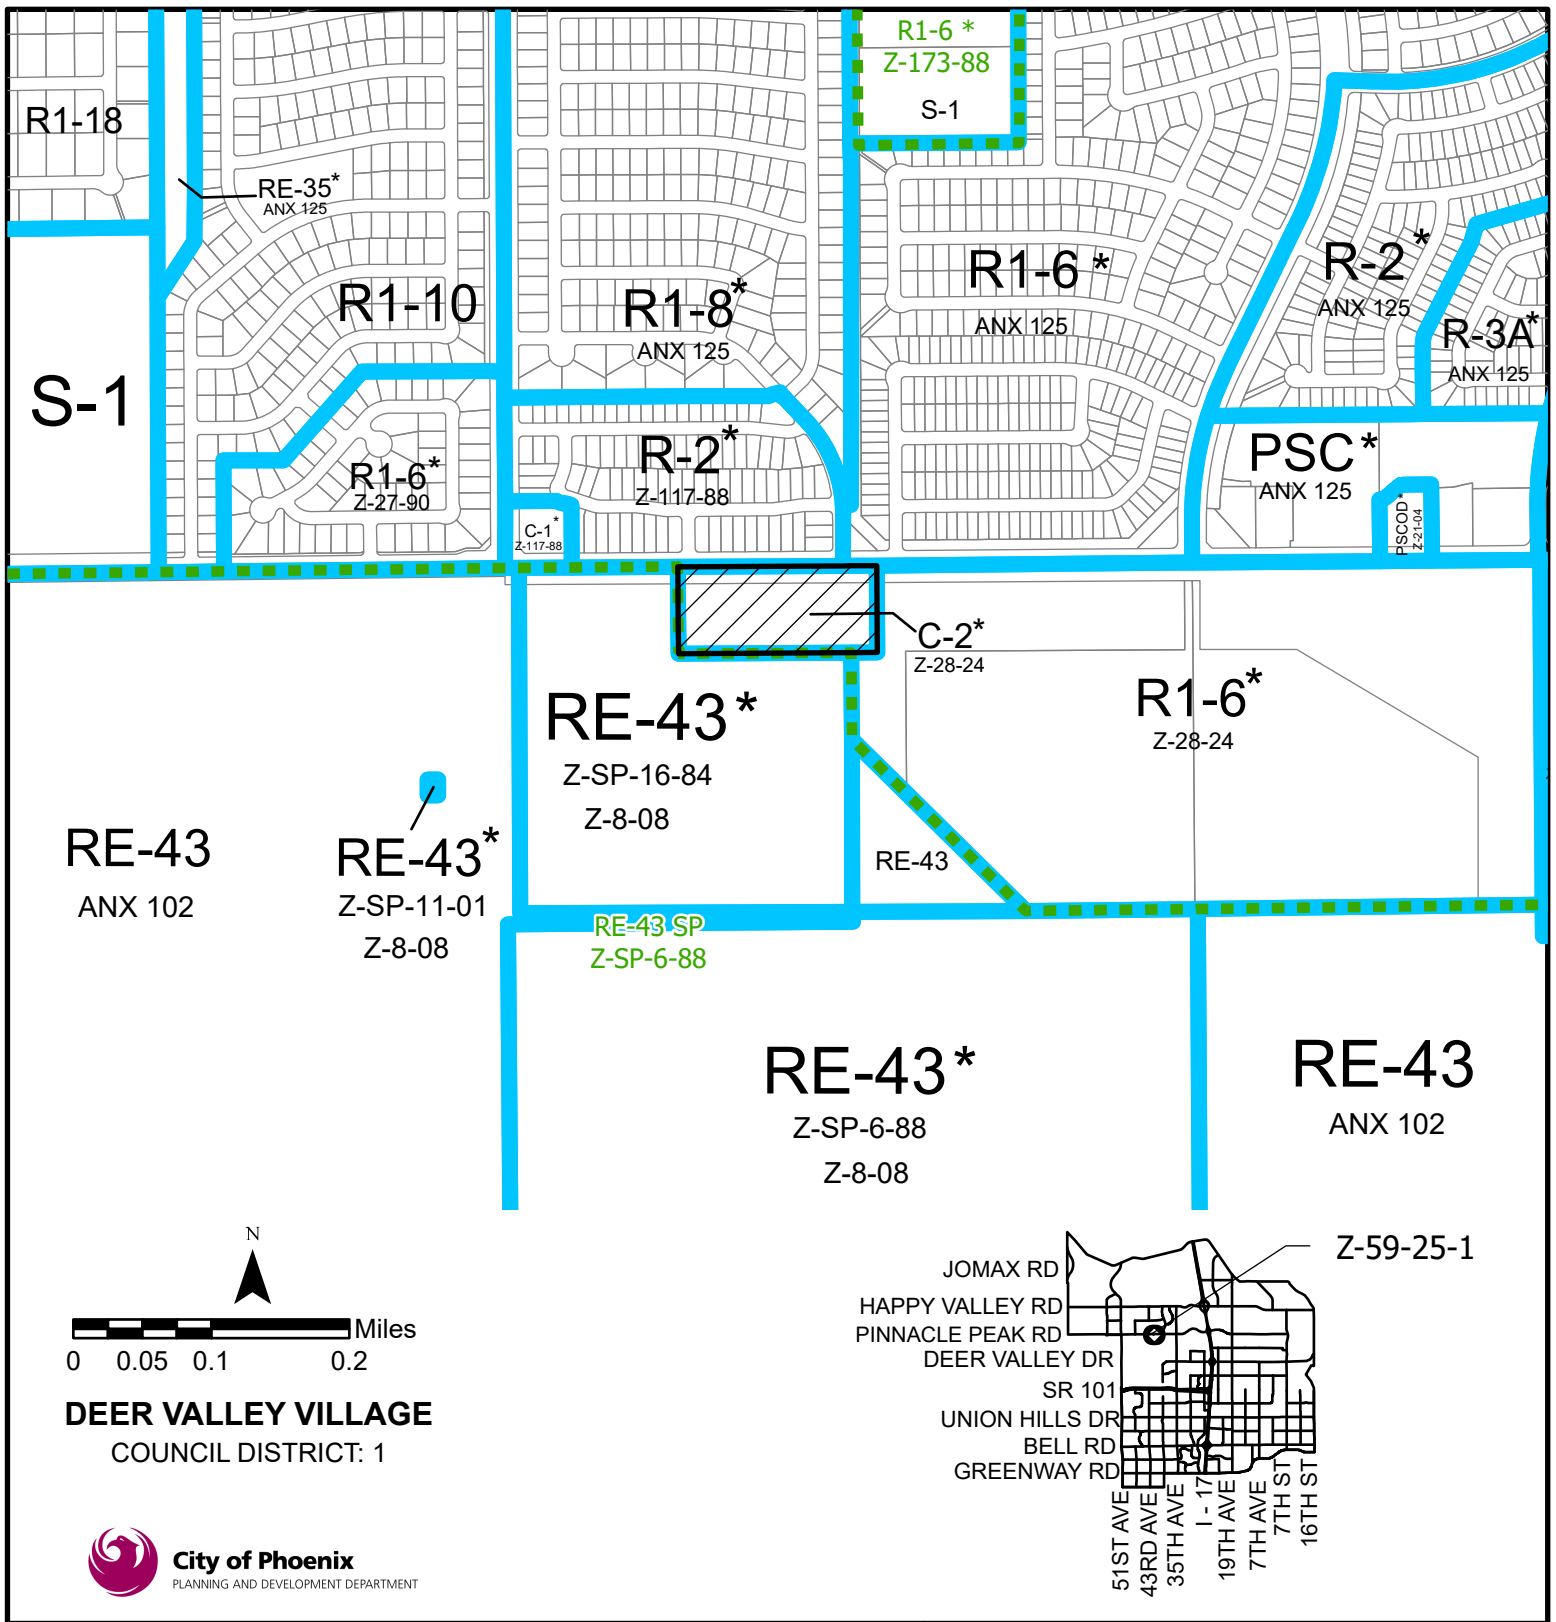 R1-6 *
Z-173-88
S-1
R1-18
RE-35*
ANX 125
R1-10
R1-8*
ANX 125
R1-6 *
ANX 125
R-2*
ANX 125
R-3A*
ANX 125
S-1
R1-6*
Z-27-90
R-2*
Z-117-88
C-1*
Z-117-88
PSC*
ANX 125
PSCOD*
Z-21-04
C-2*
Z-28-24
RE-43*
Z-SP-16-84
Z-8-08
R1-6*
Z-28-24
RE-43
ANX 102
RE-43*
Z-SP-11-01
Z-8-08
RE-43
RE-43 SP
Z-SP-6-88
RE-43*
Z-SP-6-88
Z-8-08
RE-43
ANX 102
N
Miles
0 0.05 0.1 0.2
DEER VALLEY VILLAGE
COUNCIL DISTRICT: 1
City of Phoenix
PLANNING AND DEVELOPMENT DEPARTMENT
Z-59-25-1
JOMAX RD
HAPPY VALLEY RD
PINNACLE PEAK RD
DEER VALLEY DR
SR 101
UNION HILLS DR
BELL RD
GREENWAY RD
51ST AVE
43RD AVE
35TH AVE
I - 17
19TH AVE
7TH AVE
7TH ST
16TH ST